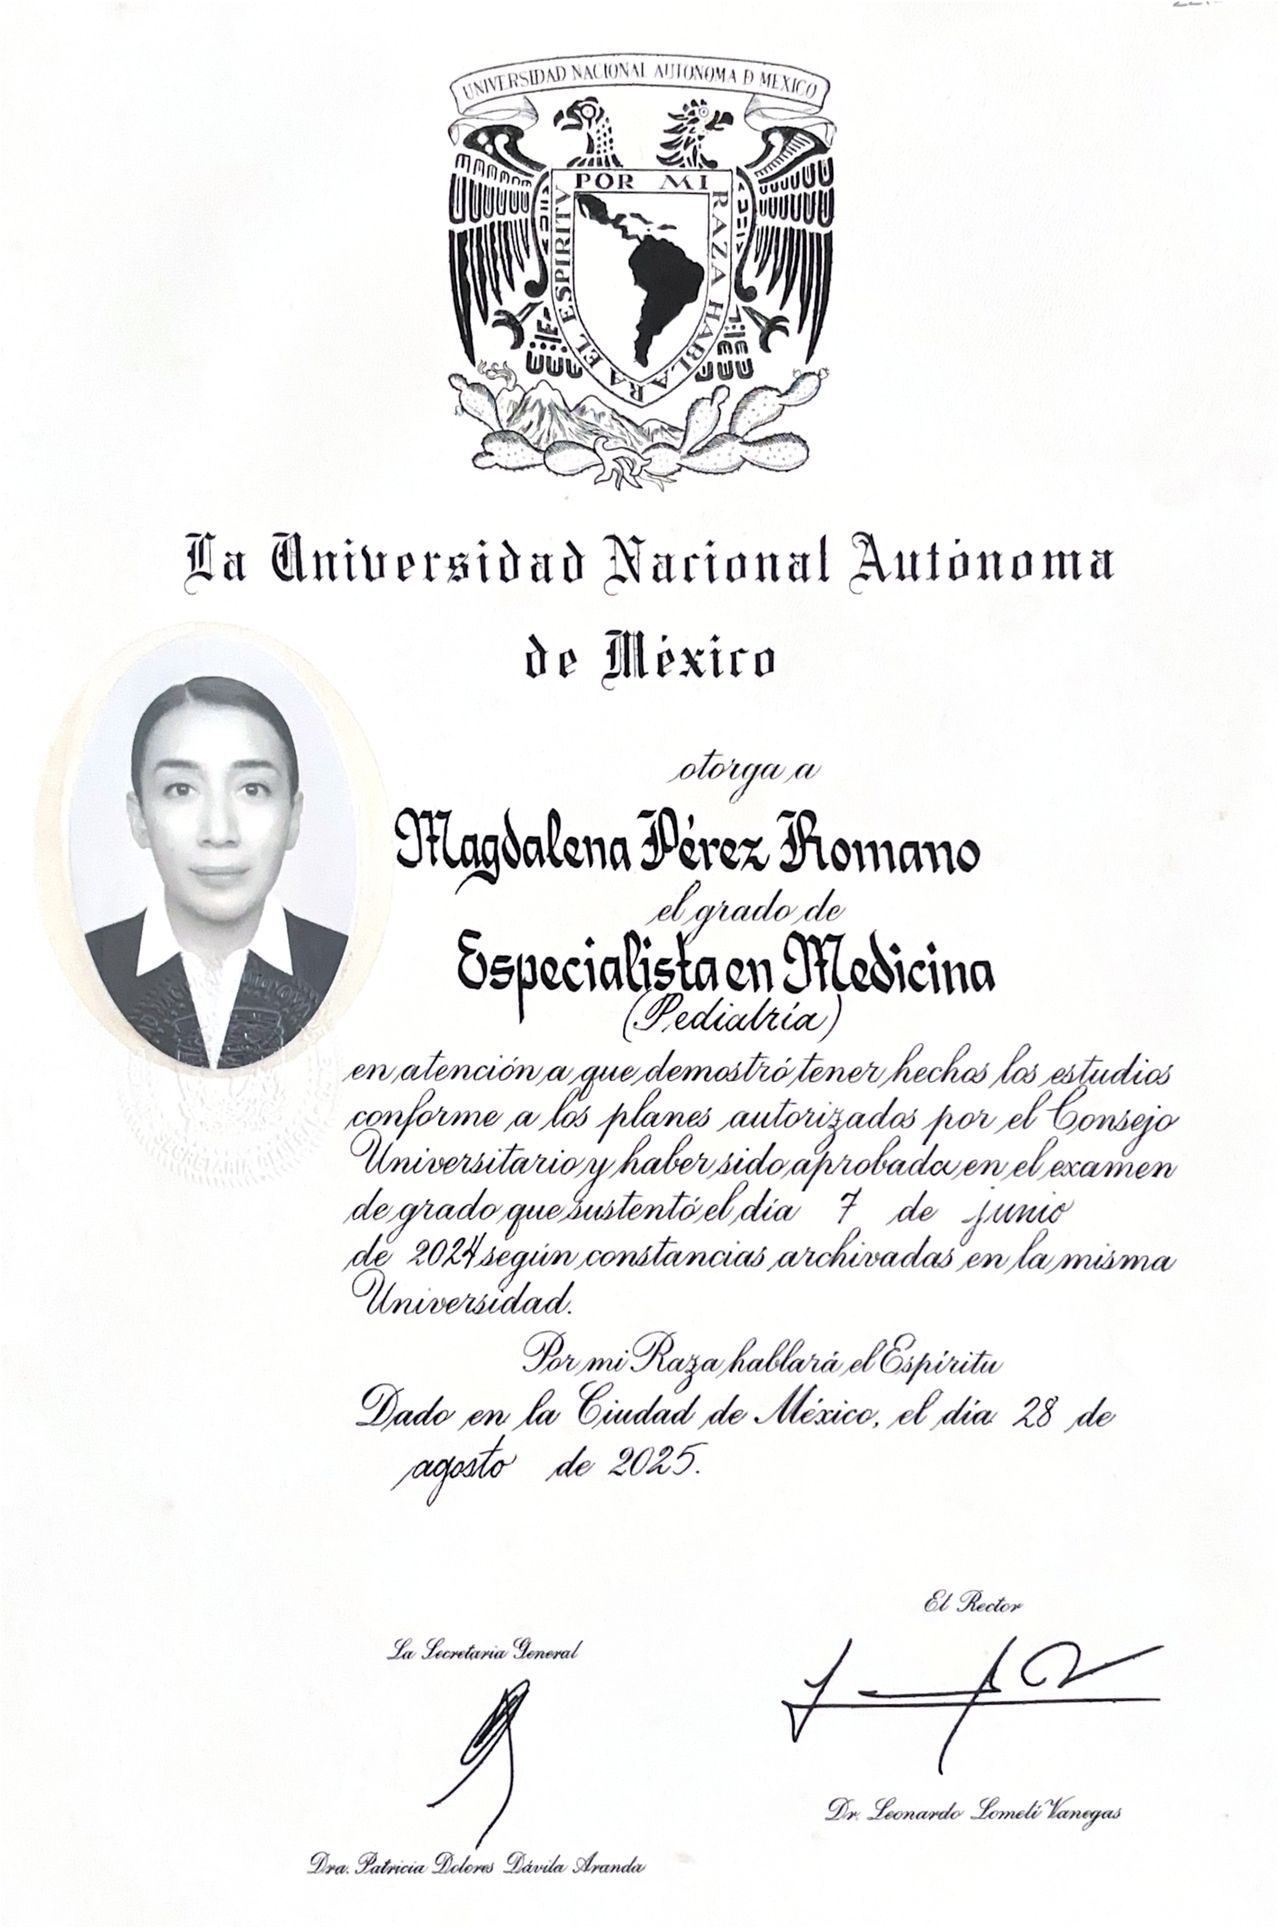 UNIVERSIDAD NACIONAL AUTONOMA D MEXICO
POR MI RAZA HABLARA EL ESPIRITV
La Universidad Nacional Autónoma
de México
otorga a
Magdalena Pérez Romano
el grado de
Especialista en Medicina
(Pediatría)
en atención a que demostró tener hechos los estudios
conforme a los planes autorizados por el Consejo
Universitario y haber sido aprobada en el examen
de grado que sustentó el día 7 de junio
de 2024 según constancias archivadas en la misma
Universidad.
Por mi Raza hablará el Espíritu
Dado en la Ciudad de México, el día 28 de
agosto de 2025.
El Rector
La Secretaria General
Dr. Leonardo Lomelí Vanegas
Dra. Patricia Dolores Dávila Aranda
SECRETARIA GENERAL